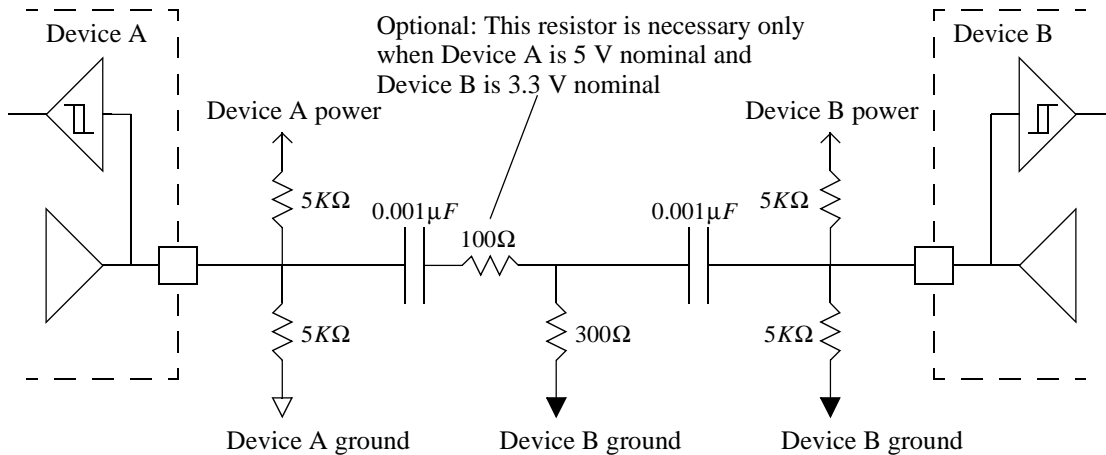 Optional: This resistor is necessary only
when Device A is 5 V nominal and
Device B is 3.3 V nominal
Device A
Device B
Device A power
Device B power
5KΩ
0.001μF
100Ω
0.001μF
5KΩ
5KΩ
300Ω
5KΩ
Device A ground
Device B ground
Device B ground